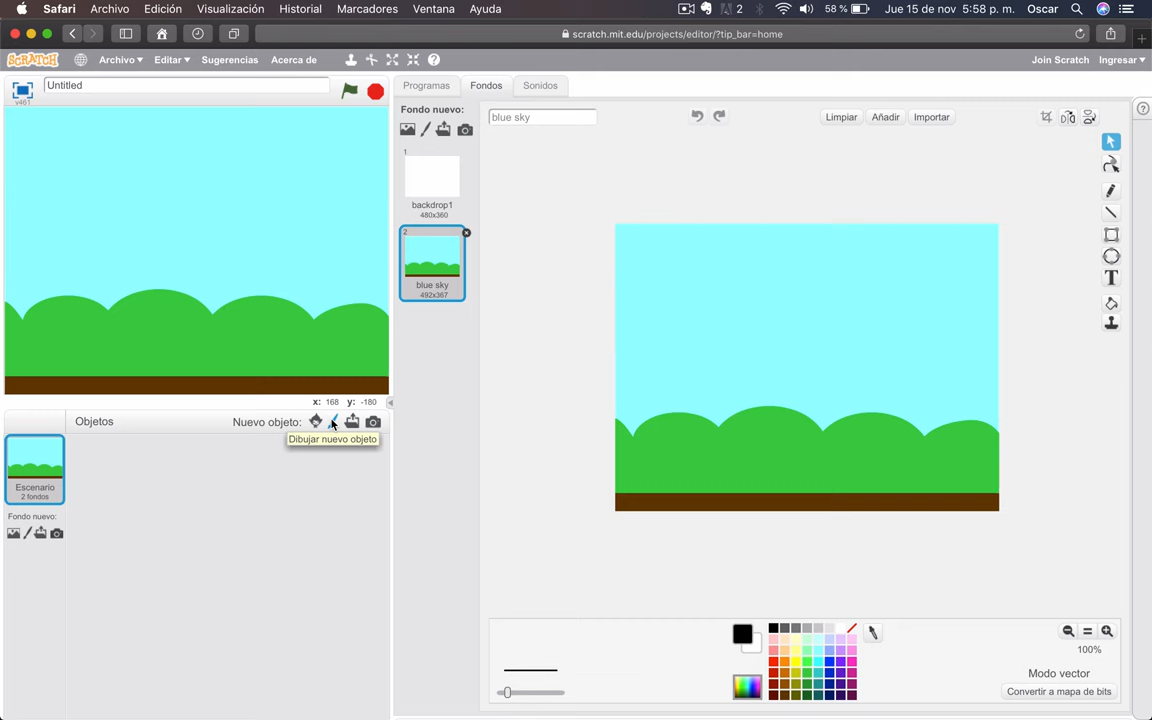 Safari Archivo Edición Visualización Historial Marcadores Ventana Ayuda 2 58 % Jue 15 de nov 5:58 p. m. Oscar
scratch.mit.edu/projects/editor/?tip_bar=home
SCRATCH Archivo Editar Sugerencias Acerca de Join Scratch Ingresar
Untitled
v461
Programas Fondos Sonidos
Fondo nuevo:
1
backdrop1
480x360
2
blue sky
492x367
blue sky
Limpiar Añadir Importar
T
x: 168 y: -180
Objetos Nuevo objeto:
Dibujar nuevo objeto
Escenario
2 fondos
Fondo nuevo:
100%
Modo vector
Convertir a mapa de bits